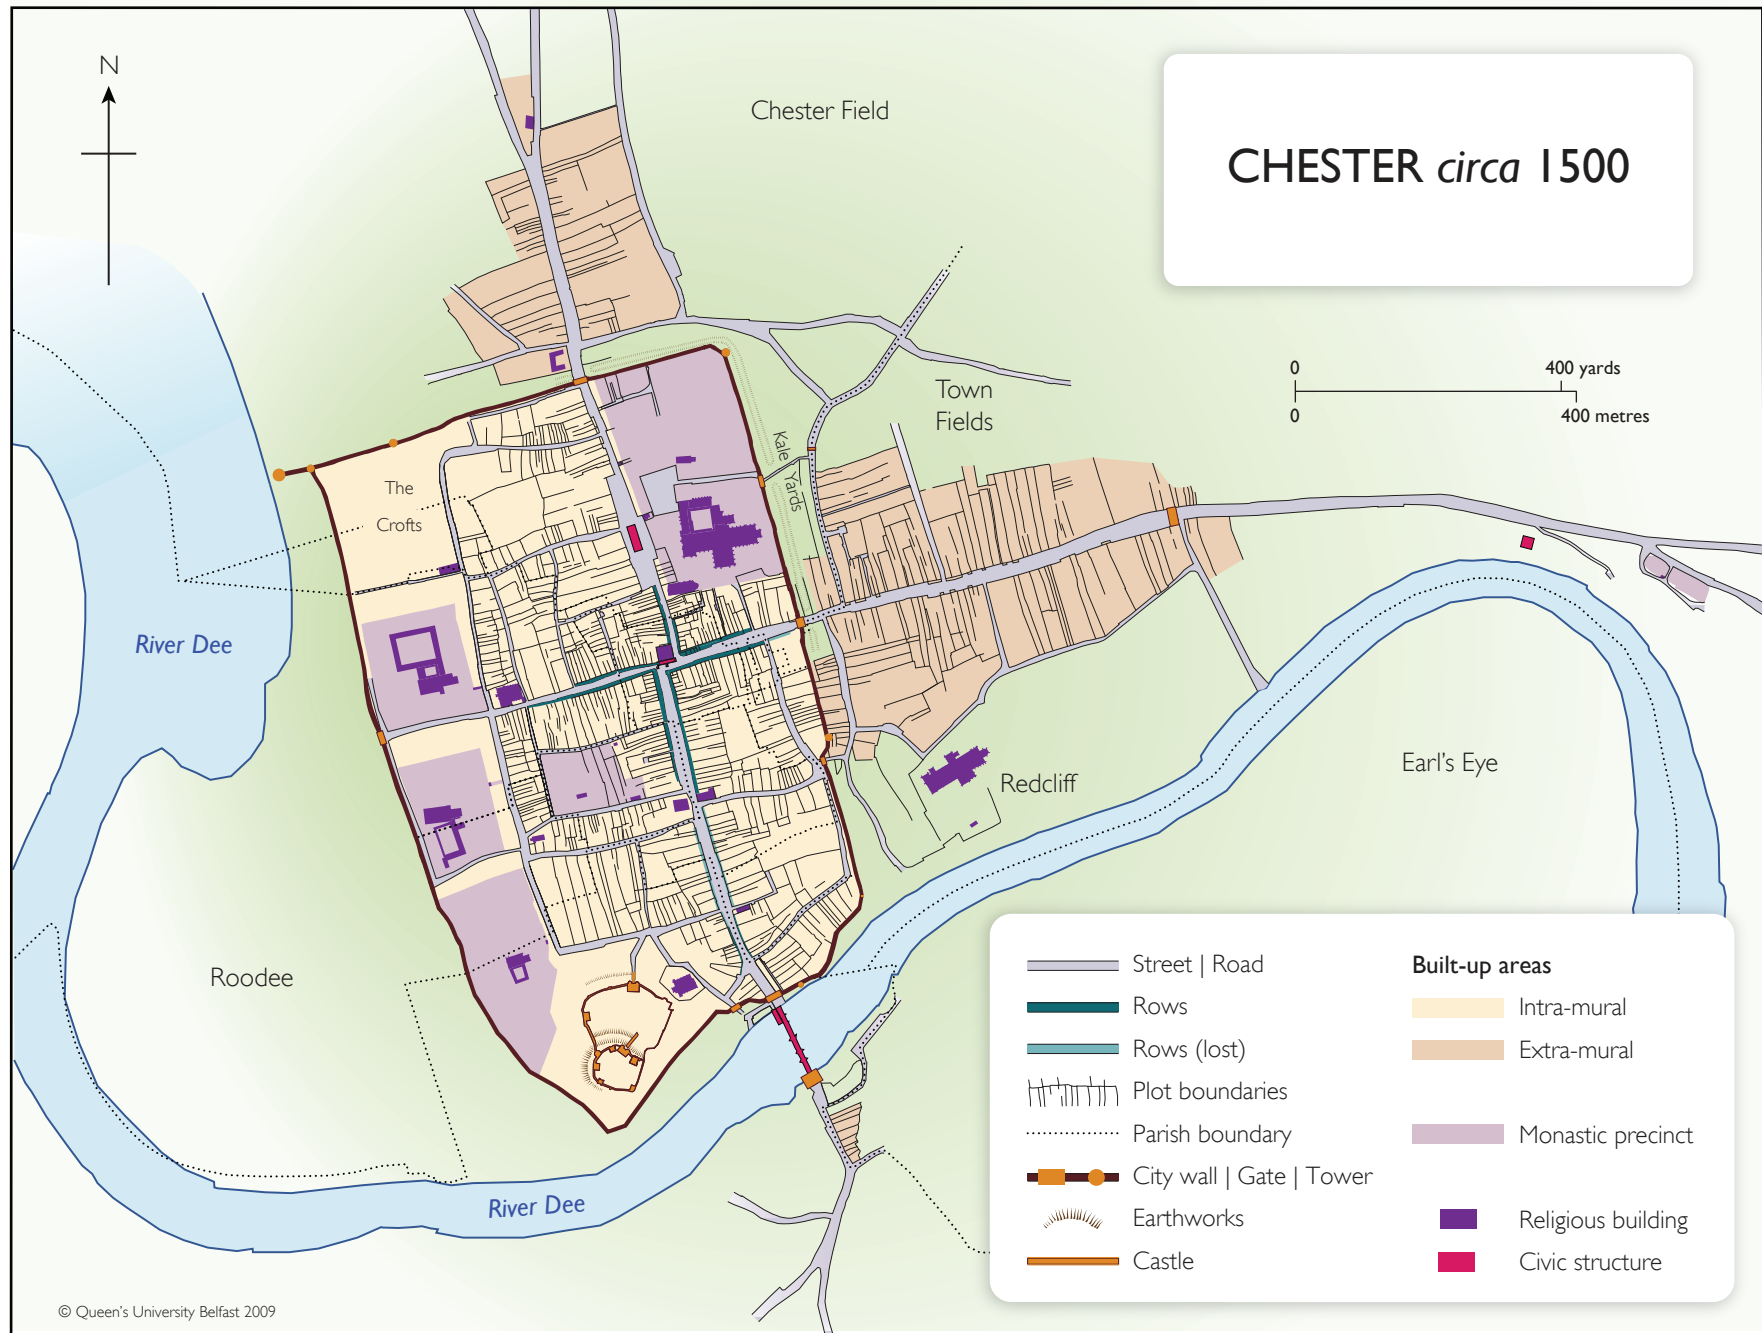 N
Chester Field
CHESTER circa 1500
0 400 yards
0 400 metres
Town
Fields
Kale Yards
The
Crofts
River Dee
Redcliff
Earl's Eye
Roodee
River Dee
Street | Road
Rows
Rows (lost)
Plot boundaries
Parish boundary
City wall | Gate | Tower
Earthworks
Castle
Built-up areas
Intra-mural
Extra-mural
Monastic precinct
Religious building
Civic structure
© Queen's University Belfast 2009